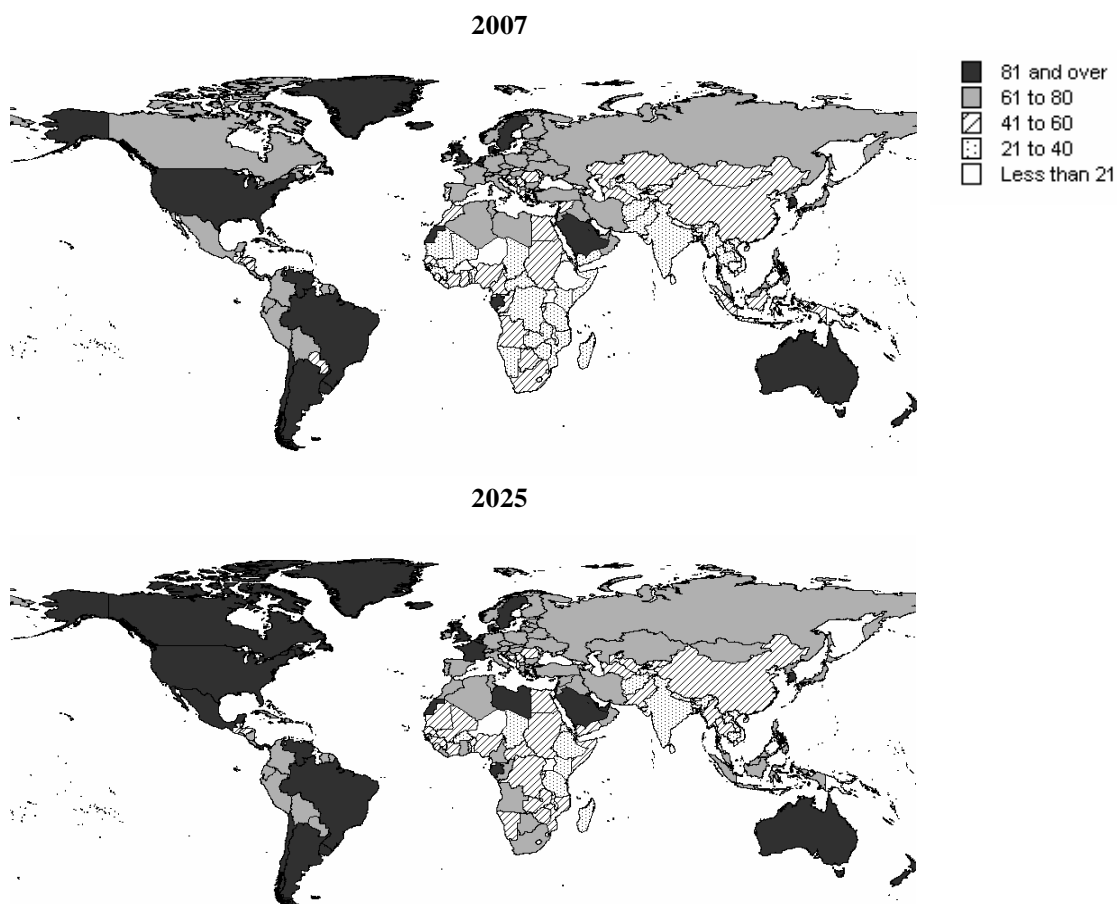 2007
81 and over
61 to 80
41 to 60
21 to 40
Less than 21
2025